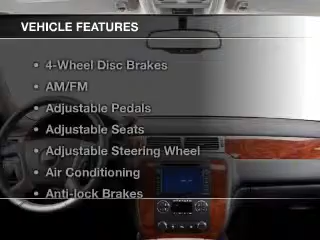 VEHICLE FEATURES
• 4-Wheel Disc Brakes
• AM/FM
• Adjustable Pedals
• Adjustable Seats
• Adjustable Steering Wheel
• Air Conditioning
• Anti-lock Brakes